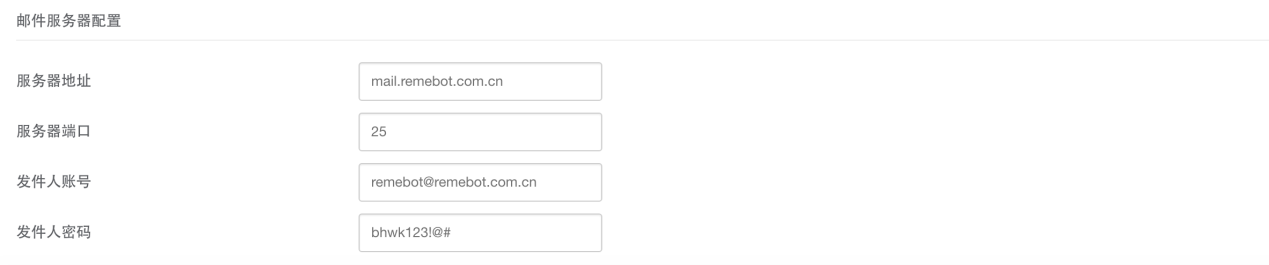 邮件服务器配置
服务器地址 mail.remebot.com.cn
服务器端口 25
发件人账号 remebot@remebot.com.cn
发件人密码 bhwk123!@#